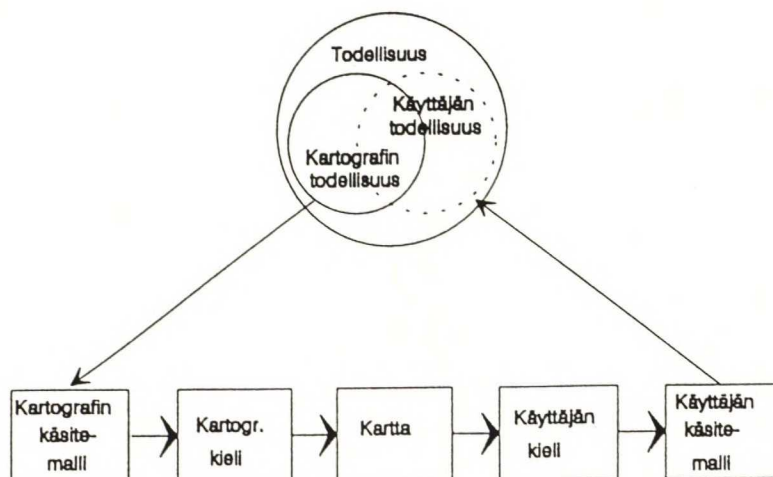 Todellisuus
Käyttäjän
todellisuus
Kartografin
todellisuus
Kartografin
käsite-
malli
Kartogr.
kieli
Kartta
Käyttäjän
kieli
Käyttäjän
käsite-
malli